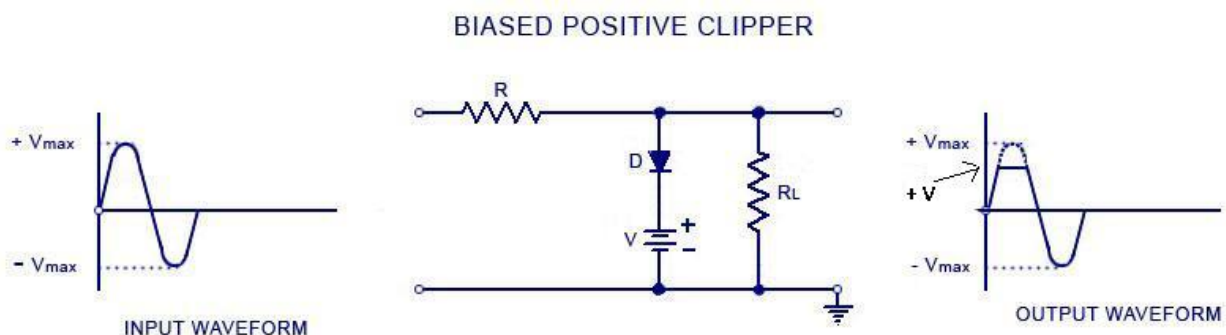 BIASED POSITIVE CLIPPER
+ Vmax
- Vmax
INPUT WAVEFORM
R
D
V
+
-
RL
+ Vmax
+ V
- Vmax
OUTPUT WAVEFORM